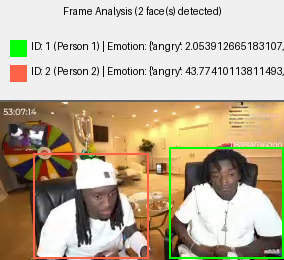 Frame Analysis (2 face(s) detected)
ID: 1 (Person 1) | Emotion: {'angry': 2.053912665183107,
ID: 2 (Person 2) | Emotion: {'angry': 43.77410113811493,
53:07:14